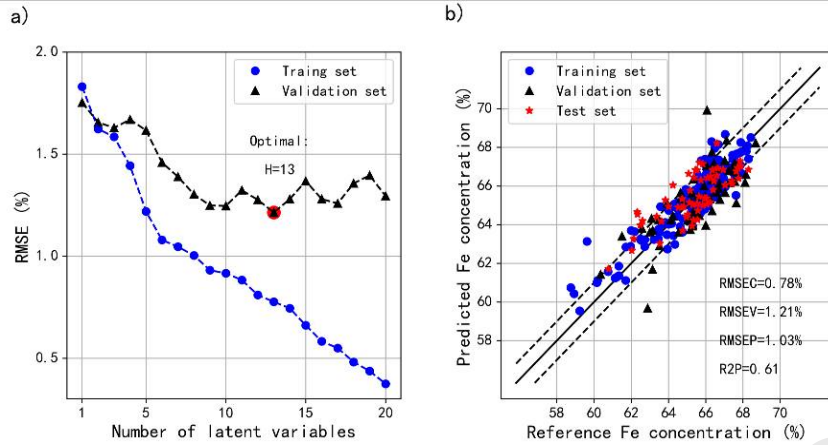 a)
2.0
1.5
1.0
0.5
RMSE (%)
Traing set
Validation set
Optimal:
H=13
1
5
10
15
20
Number of latent variables
b)
70
68
66
64
62
60
58
Predicted Fe concentration (%)
Training set
Validation set
Test set
RMSEC=0.78%
RMSEV=1.21%
RMSEP=1.03%
R2P=0.61
58
60
62
64
66
68
70
Reference Fe concentration (%)